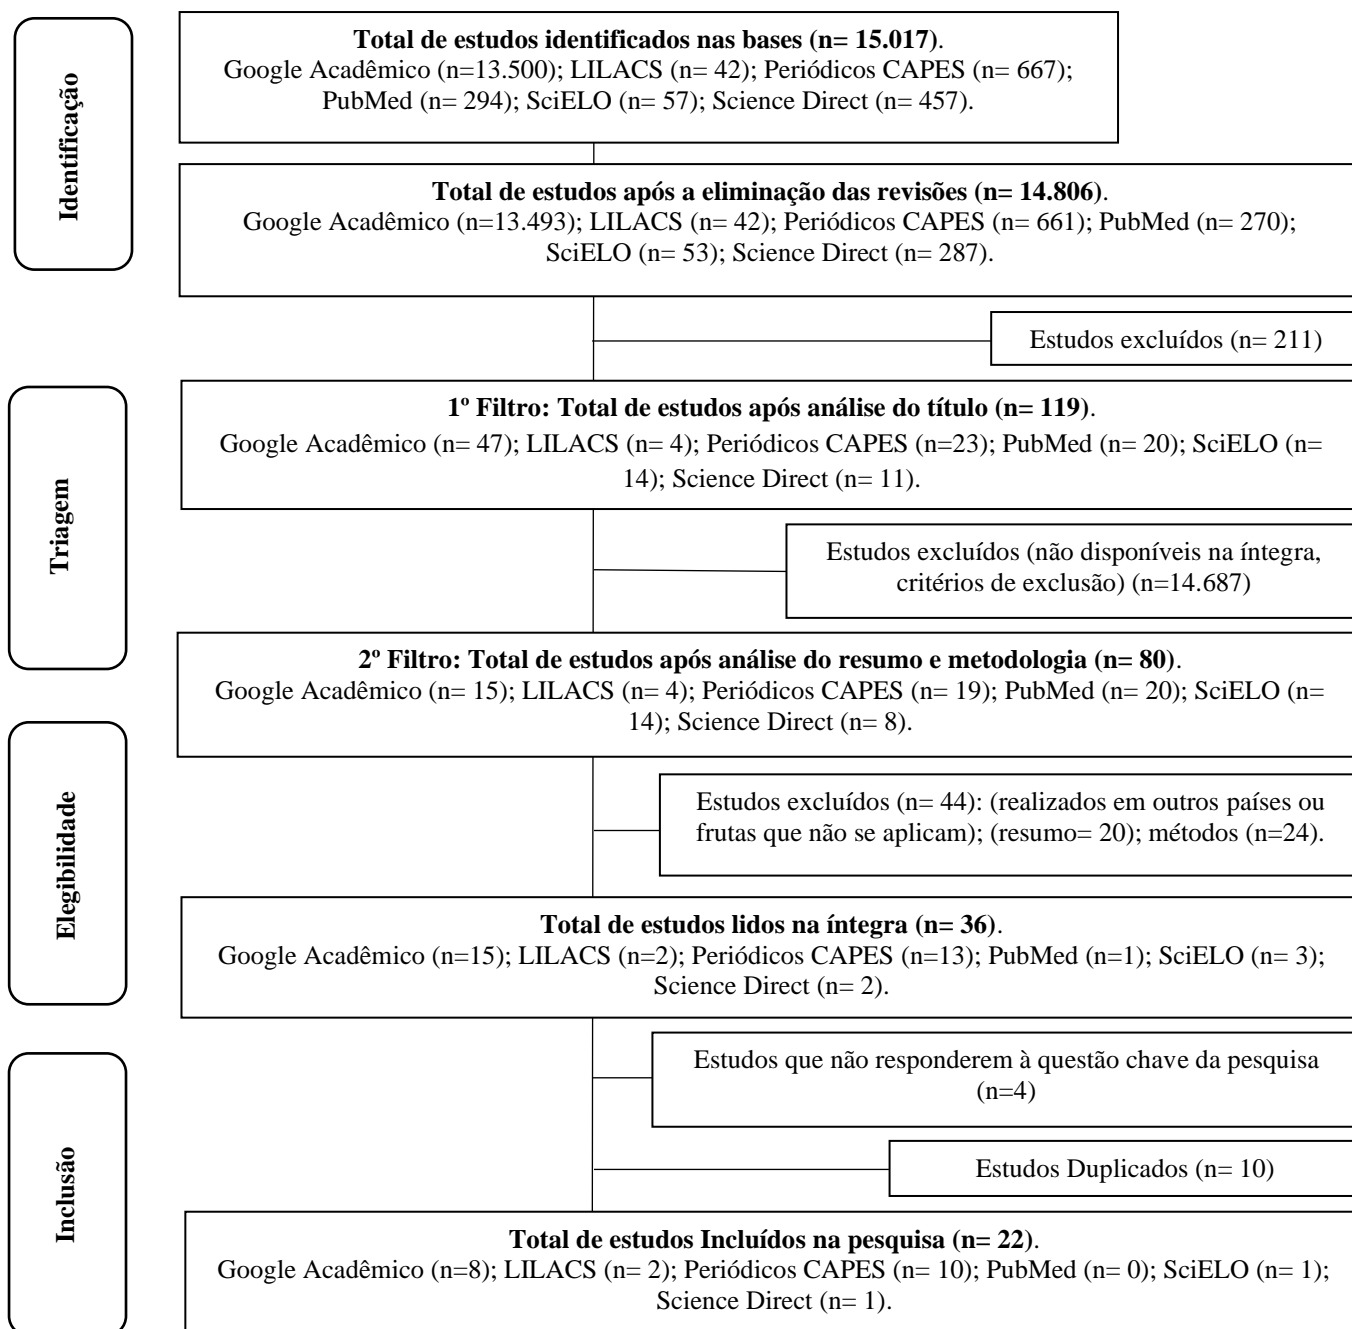 Identificação
Total de estudos identificados nas bases (n= 15.017).
Google Acadêmico (n=13.500); LILACS (n= 42); Periódicos CAPES (n= 667);
PubMed (n= 294); SciELO (n= 57); Science Direct (n= 457).
Total de estudos após a eliminação das revisões (n= 14.806).
Google Acadêmico (n=13.493); LILACS (n= 42); Periódicos CAPES (n= 661); PubMed (n= 270);
SciELO (n= 53); Science Direct (n= 287).
Estudos excluídos (n= 211)
Triagem
1º Filtro: Total de estudos após análise do título (n= 119).
Google Acadêmico (n= 47); LILACS (n= 4); Periódicos CAPES (n=23); PubMed (n= 20); SciELO (n=
14); Science Direct (n= 11).
Estudos excluídos (não disponíveis na íntegra,
critérios de exclusão) (n=14.687)
2º Filtro: Total de estudos após análise do resumo e metodologia (n= 80).
Google Acadêmico (n= 15); LILACS (n= 4); Periódicos CAPES (n= 19); PubMed (n= 20); SciELO (n=
14); Science Direct (n= 8).
Elegibilidade
Estudos excluídos (n= 44): (realizados em outros países ou
frutas que não se aplicam); (resumo= 20); métodos (n=24).
Total de estudos lidos na íntegra (n= 36).
Google Acadêmico (n=15); LILACS (n=2); Periódicos CAPES (n=13); PubMed (n=1); SciELO (n= 3);
Science Direct (n= 2).
Inclusão
Estudos que não responderem à questão chave da pesquisa
(n=4)
Estudos Duplicados (n= 10)
Total de estudos Incluídos na pesquisa (n= 22).
Google Acadêmico (n=8); LILACS (n= 2); Periódicos CAPES (n= 10); PubMed (n= 0); SciELO (n= 1);
Science Direct (n= 1).